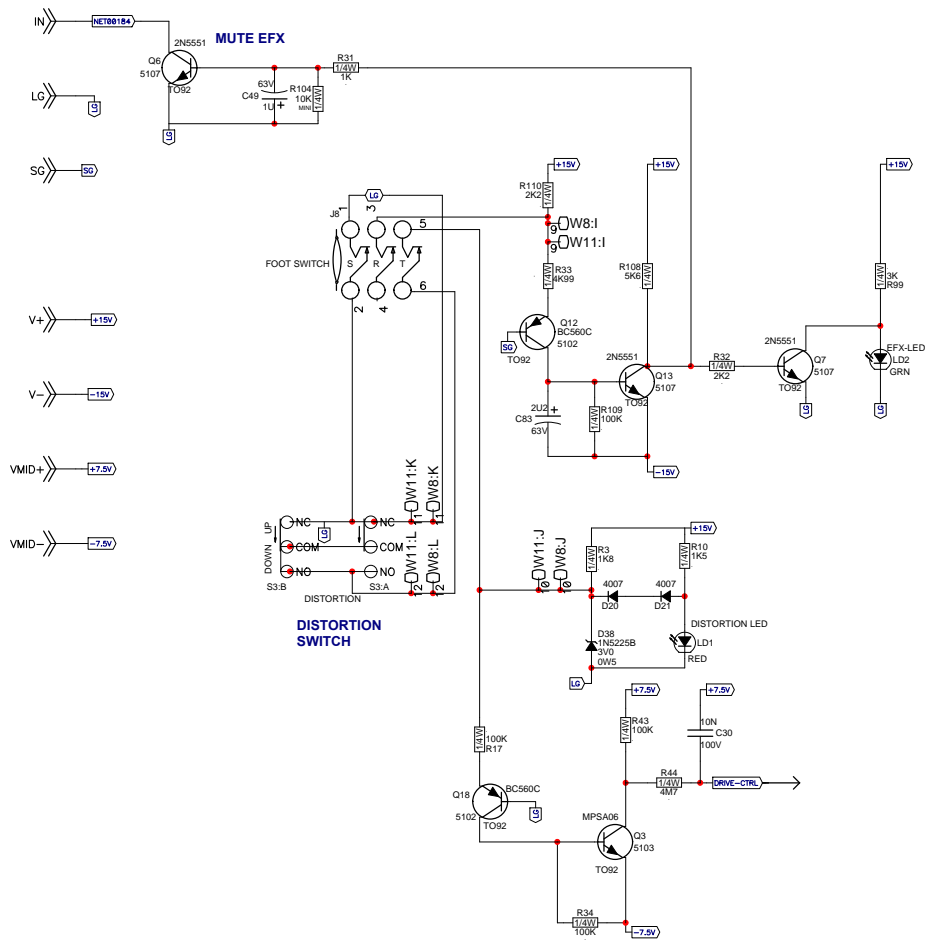 IN
NET00184
2N5551
MUTE EFX
Q6
5107
TO92
63V
C49
1U
+
R104
10K
MINI
1/4W
R31
1/4W
1K
LG
LG
LG
SG
SG
V+
+15V
V-
-15V
VMID+
+7.5V
VMID-
-7.5V
LG
J8
1
3
5
FOOT SWITCH
S
R
T
2
4
6
+15V
R110
2K2
1/4W
9
W8:I
9
W11:I
R33
4K99
1/4W
Q12
BC560C
5102
SG
TO92
2U2
+
C83
63V
R109
100K
1/4W
+15V
R108
5K6
1/4W
2N5551
Q13
5107
TO92
-15V
R32
1/4W
2K2
2N5551
Q7
5107
TO92
LG
+15V
1/4W
3K
R99
EFX-LED
LD2
GRN
LG
W11:K
W8:K
11
11
UP
DOWN
NC
COM
NO
LG
NC
COM
NO
W11:L
W8:L
12
12
S3:B
S3:A
DISTORTION
DISTORTION
SWITCH
W11:J
W8:J
10
10
R3
1K8
1/4W
+15V
R10
1K5
1/4W
4007
D20
4007
D21
D38
1N5225B
3V0
0W5
LG
DISTORTION LED
LD1
RED
100K
R17
1/4W
Q18
BC560C
5102
TO92
LG
+7.5V
R43
100K
1/4W
+7.5V
10N
C30
100V
R44
1/4W
4M7
DRIVE-CTRL
MPSA06
Q3
5103
TO92
R34
1/4W
100K
-7.5V